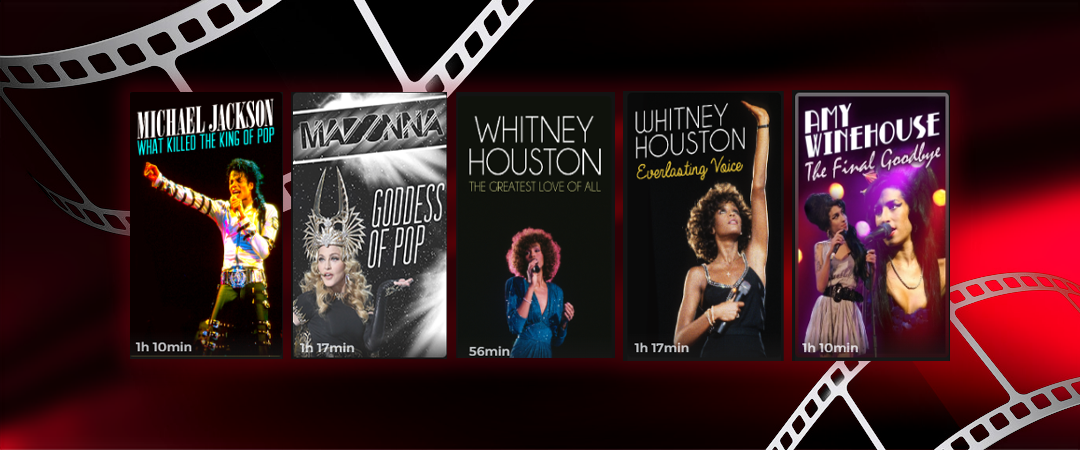 MICHAEL JACKSON
WHAT KILLED THE KING OF POP
1h 10min
MADONNA
GODDESS
OF POP
1h 17min
WHITNEY
HOUSTON
THE GREATEST LOVE OF ALL
56min
WHITNEY
HOUSTON
Everlasting Voice
1h 17min
AMY
WINEHOUSE
The Final Goodbye
1h 10min